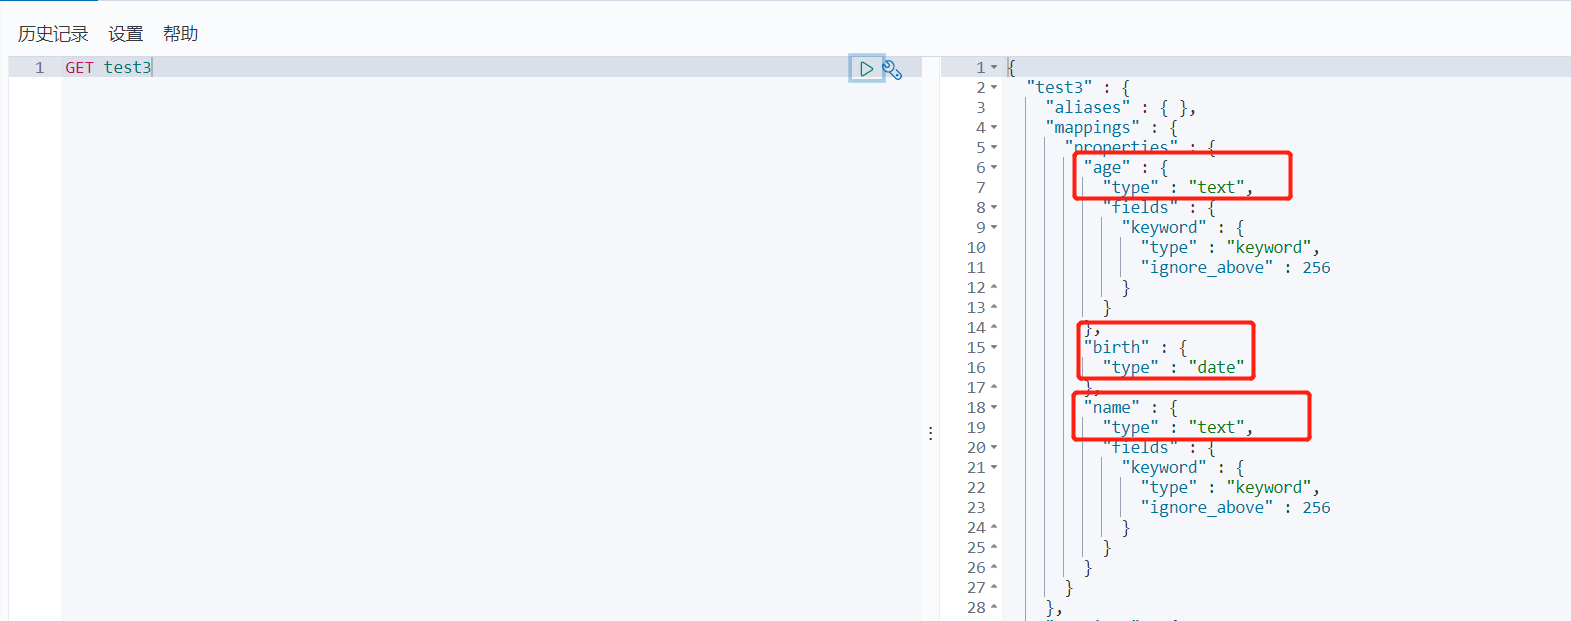 历史记录 设置 帮助
1 GET test3
1 {
2 "test3" : {
3 "aliases" : { },
4 "mappings" : {
5 "properties" : {
6 "age" : {
7 "type" : "text",
8 "fields" : {
9 "keyword" : {
10 "type" : "keyword",
11 "ignore_above" : 256
12 }
13 }
14 },
15 "birth" : {
16 "type" : "date"
17 },
18 "name" : {
19 "type" : "text",
20 "fields" : {
21 "keyword" : {
22 "type" : "keyword",
23 "ignore_above" : 256
24 }
25 }
26 }
27 }
28 },